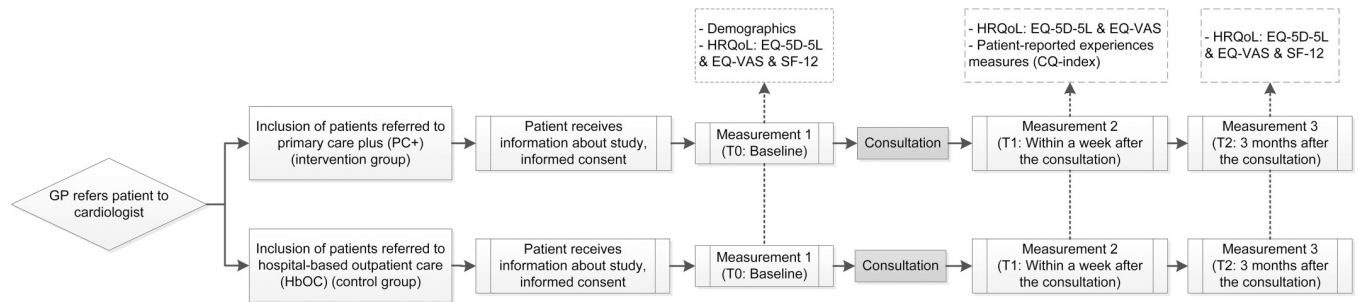 - Demographics
- HRQoL: EQ-5D-5L
& EQ-VAS & SF-12
- HRQoL: EQ-5D-5L & EQ-VAS
- Patient-reported experiences
measures (CQ-index)
- HRQoL: EQ-5D-5L
& EQ-VAS & SF-12
Inclusion of patients referred to
primary care plus (PC+)
(intervention group)
Patient receives
information about study,
informed consent
Measurement 1
(T0: Baseline)
Consultation
Measurement 2
(T1: Within a week after
the consultation)
Measurement 3
(T2: 3 months after
the consultation)
GP refers patient to
cardiologist
Inclusion of patients referred to
hospital-based outpatient care
(HbOC) (control group)
Patient receives
information about study,
informed consent
Measurement 1
(T0: Baseline)
Consultation
Measurement 2
(T1: Within a week after
the consultation)
Measurement 3
(T2: 3 months after
the consultation)